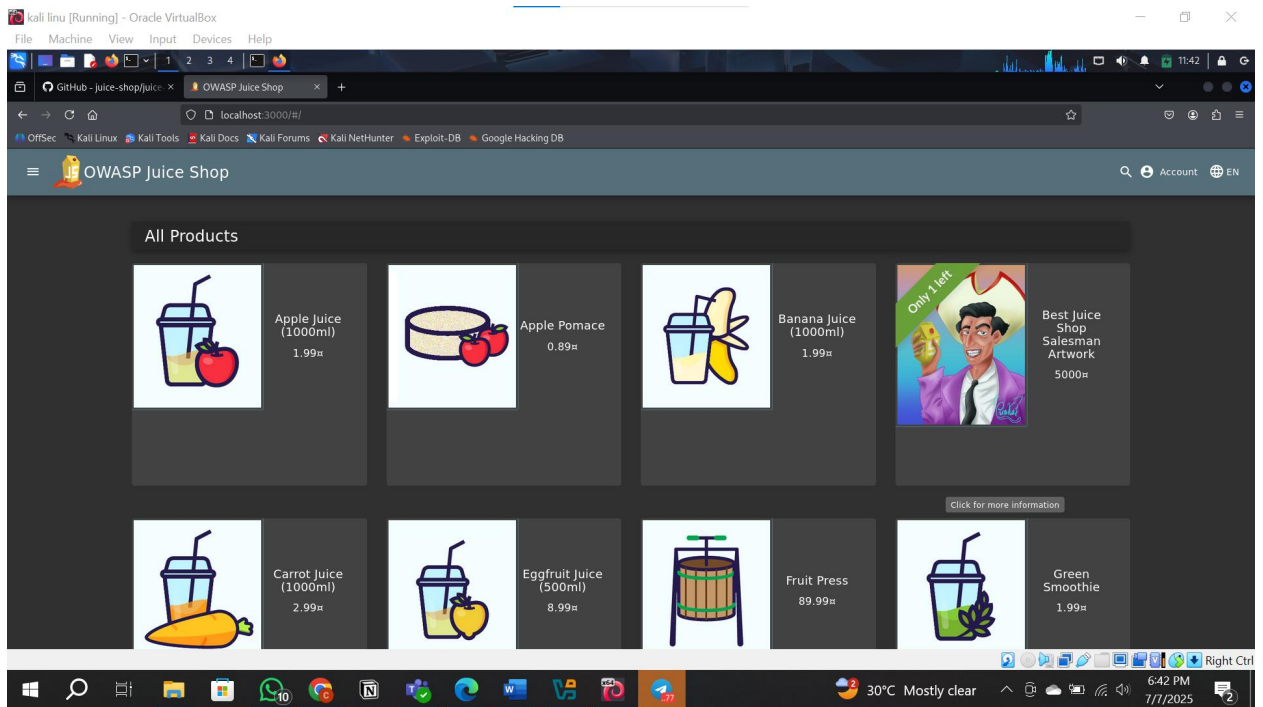 kali linu [Running] - Oracle VirtualBox
File Machine View Input Devices Help
1 2 3 4
11:42
GitHub - juice-shop/juice-
OWASP Juice Shop
localhost:3000/#/
OffSec Kali Linux Kali Tools Kali Docs Kali Forums Kali NetHunter Exploit-DB Google Hacking DB
OWASP Juice Shop
Account EN
All Products
Apple Juice
(1000ml)
1.99¤
Apple Pomace
0.89¤
Banana Juice
(1000ml)
1.99¤
Only 1 left
Best Juice
Shop
Salesman
Artwork
5000¤
Click for more information
Carrot Juice
(1000ml)
2.99¤
Eggfruit Juice
(500ml)
8.99¤
Fruit Press
89.99¤
Green
Smoothie
1.99¤
Right Ctrl
30°C Mostly clear
6:42 PM
7/7/2025